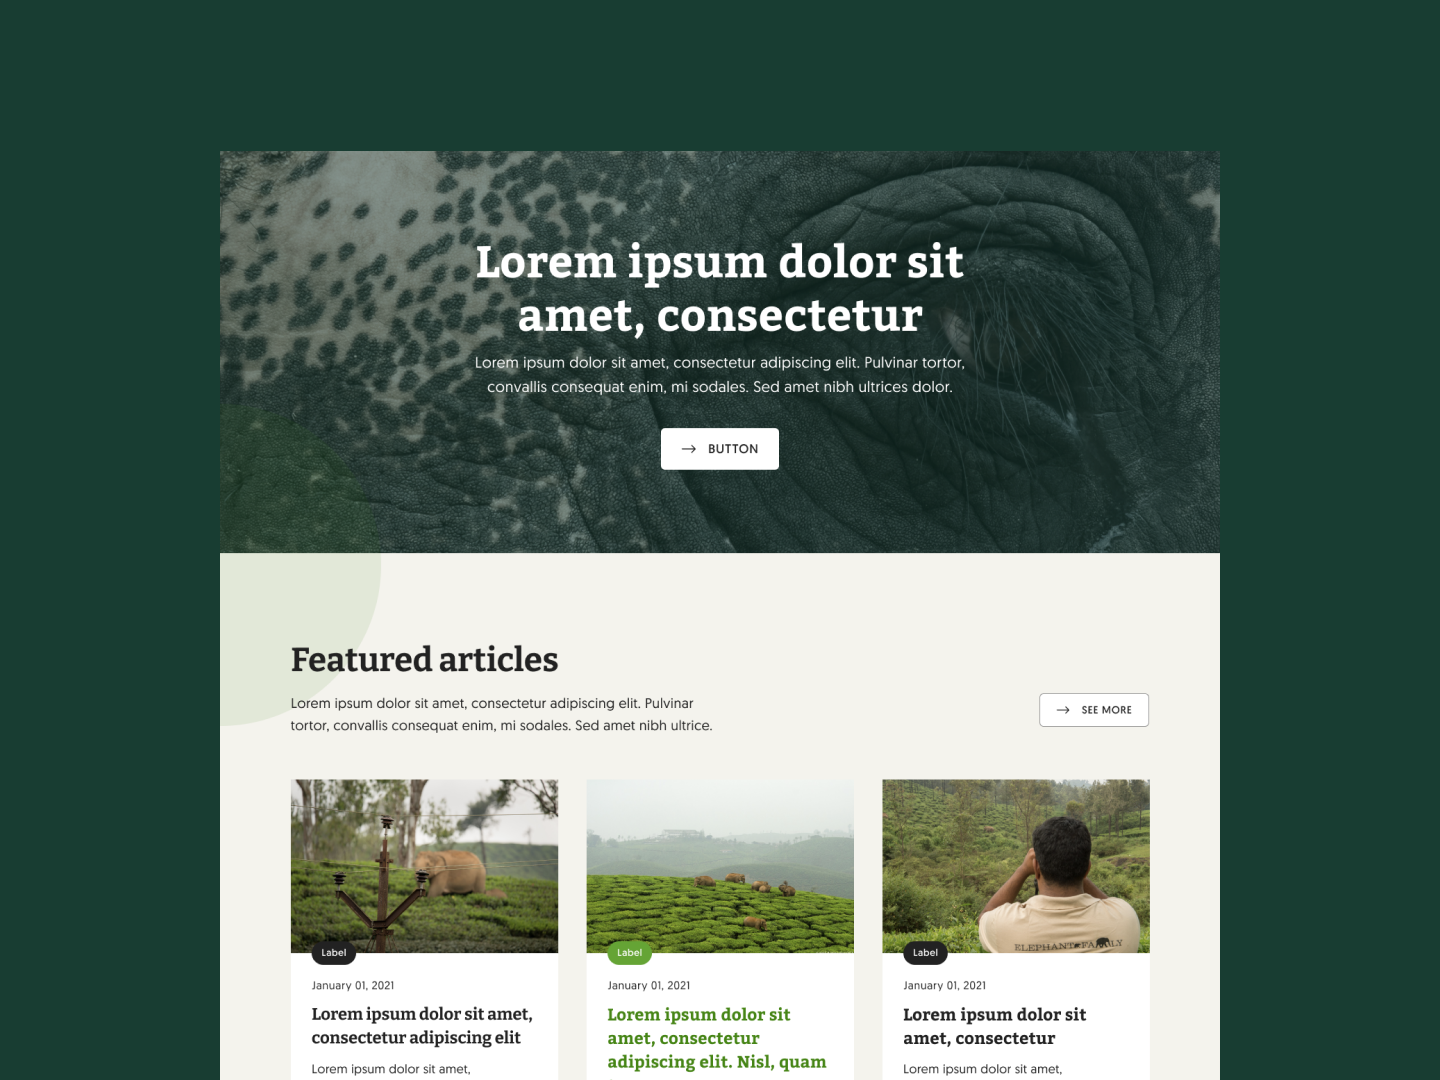 Lorem ipsum dolor sit
amet, consectetur
Lorem ipsum dolor sit amet, consectetur adipiscing elit. Pulvinar tortor,
convallis consequat enim, mi sodales. Sed amet nibh ultrices dolor.
BUTTON
Featured articles
Lorem ipsum dolor sit amet, consectetur adipiscing elit. Pulvinar
tortor, convallis consequat enim, mi sodales. Sed amet nibh ultrice.
SEE MORE
Label
January 01, 2021
Lorem ipsum dolor sit amet,
consectetur adipiscing elit
Lorem ipsum dolor sit amet,
Label
January 01, 2021
Lorem ipsum dolor sit
amet, consectetur
adipiscing elit. Nisl, quam
ELEPHANT FAMILY
Label
January 01, 2021
Lorem ipsum dolor sit
amet, consectetur
Lorem ipsum dolor sit amet,